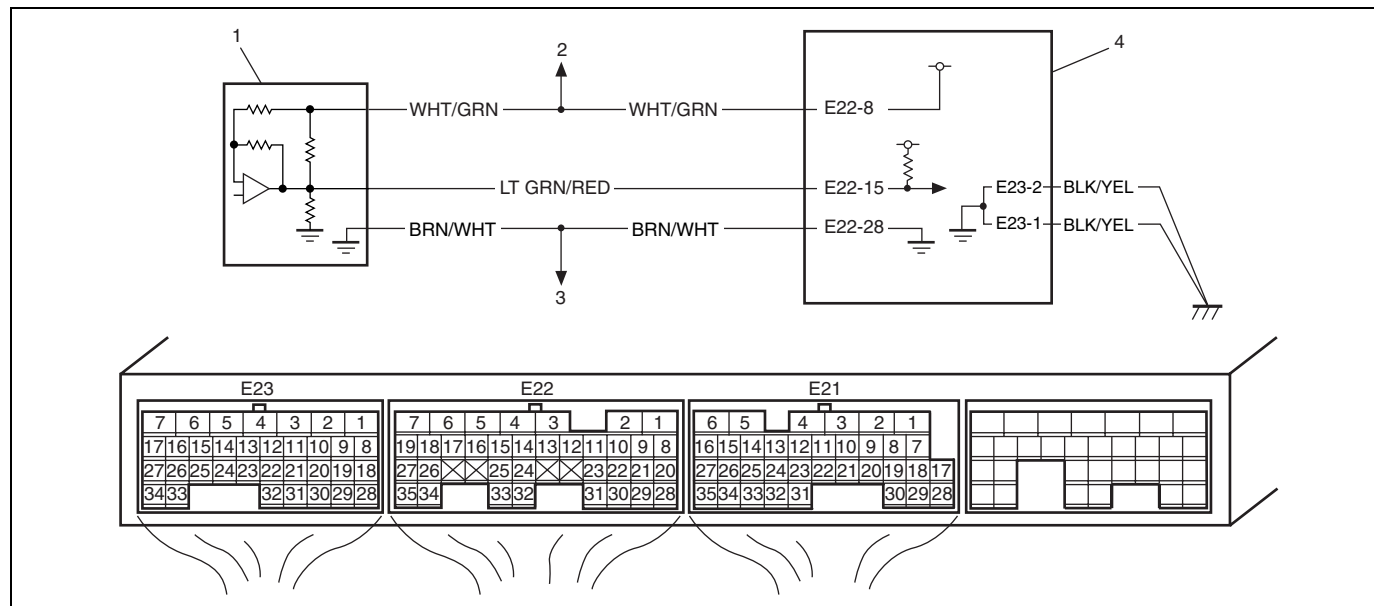 1
2
4
WHT/GRN WHT/GRN E22-8
LT GRN/RED E22-15 E23-2 BLK/YEL
BRN/WHT BRN/WHT E22-28 E23-1 BLK/YEL
3
E23 E22 E21
7 6 5 4 3 2 1 7 6 5 4 3 2 1 6 5 4 3 2 1
17 16 15 14 13 12 11 10 9 8 19 18 17 16 15 14 13 12 11 10 9 8 16 15 14 13 12 11 10 9 8 7
27 26 25 24 23 22 21 20 19 18 27 26 25 24 23 22 21 20 27 26 25 24 23 22 21 20 19 18 17
34 33 32 31 30 29 28 35 34 33 32 31 30 29 28 35 34 33 32 31 30 29 28